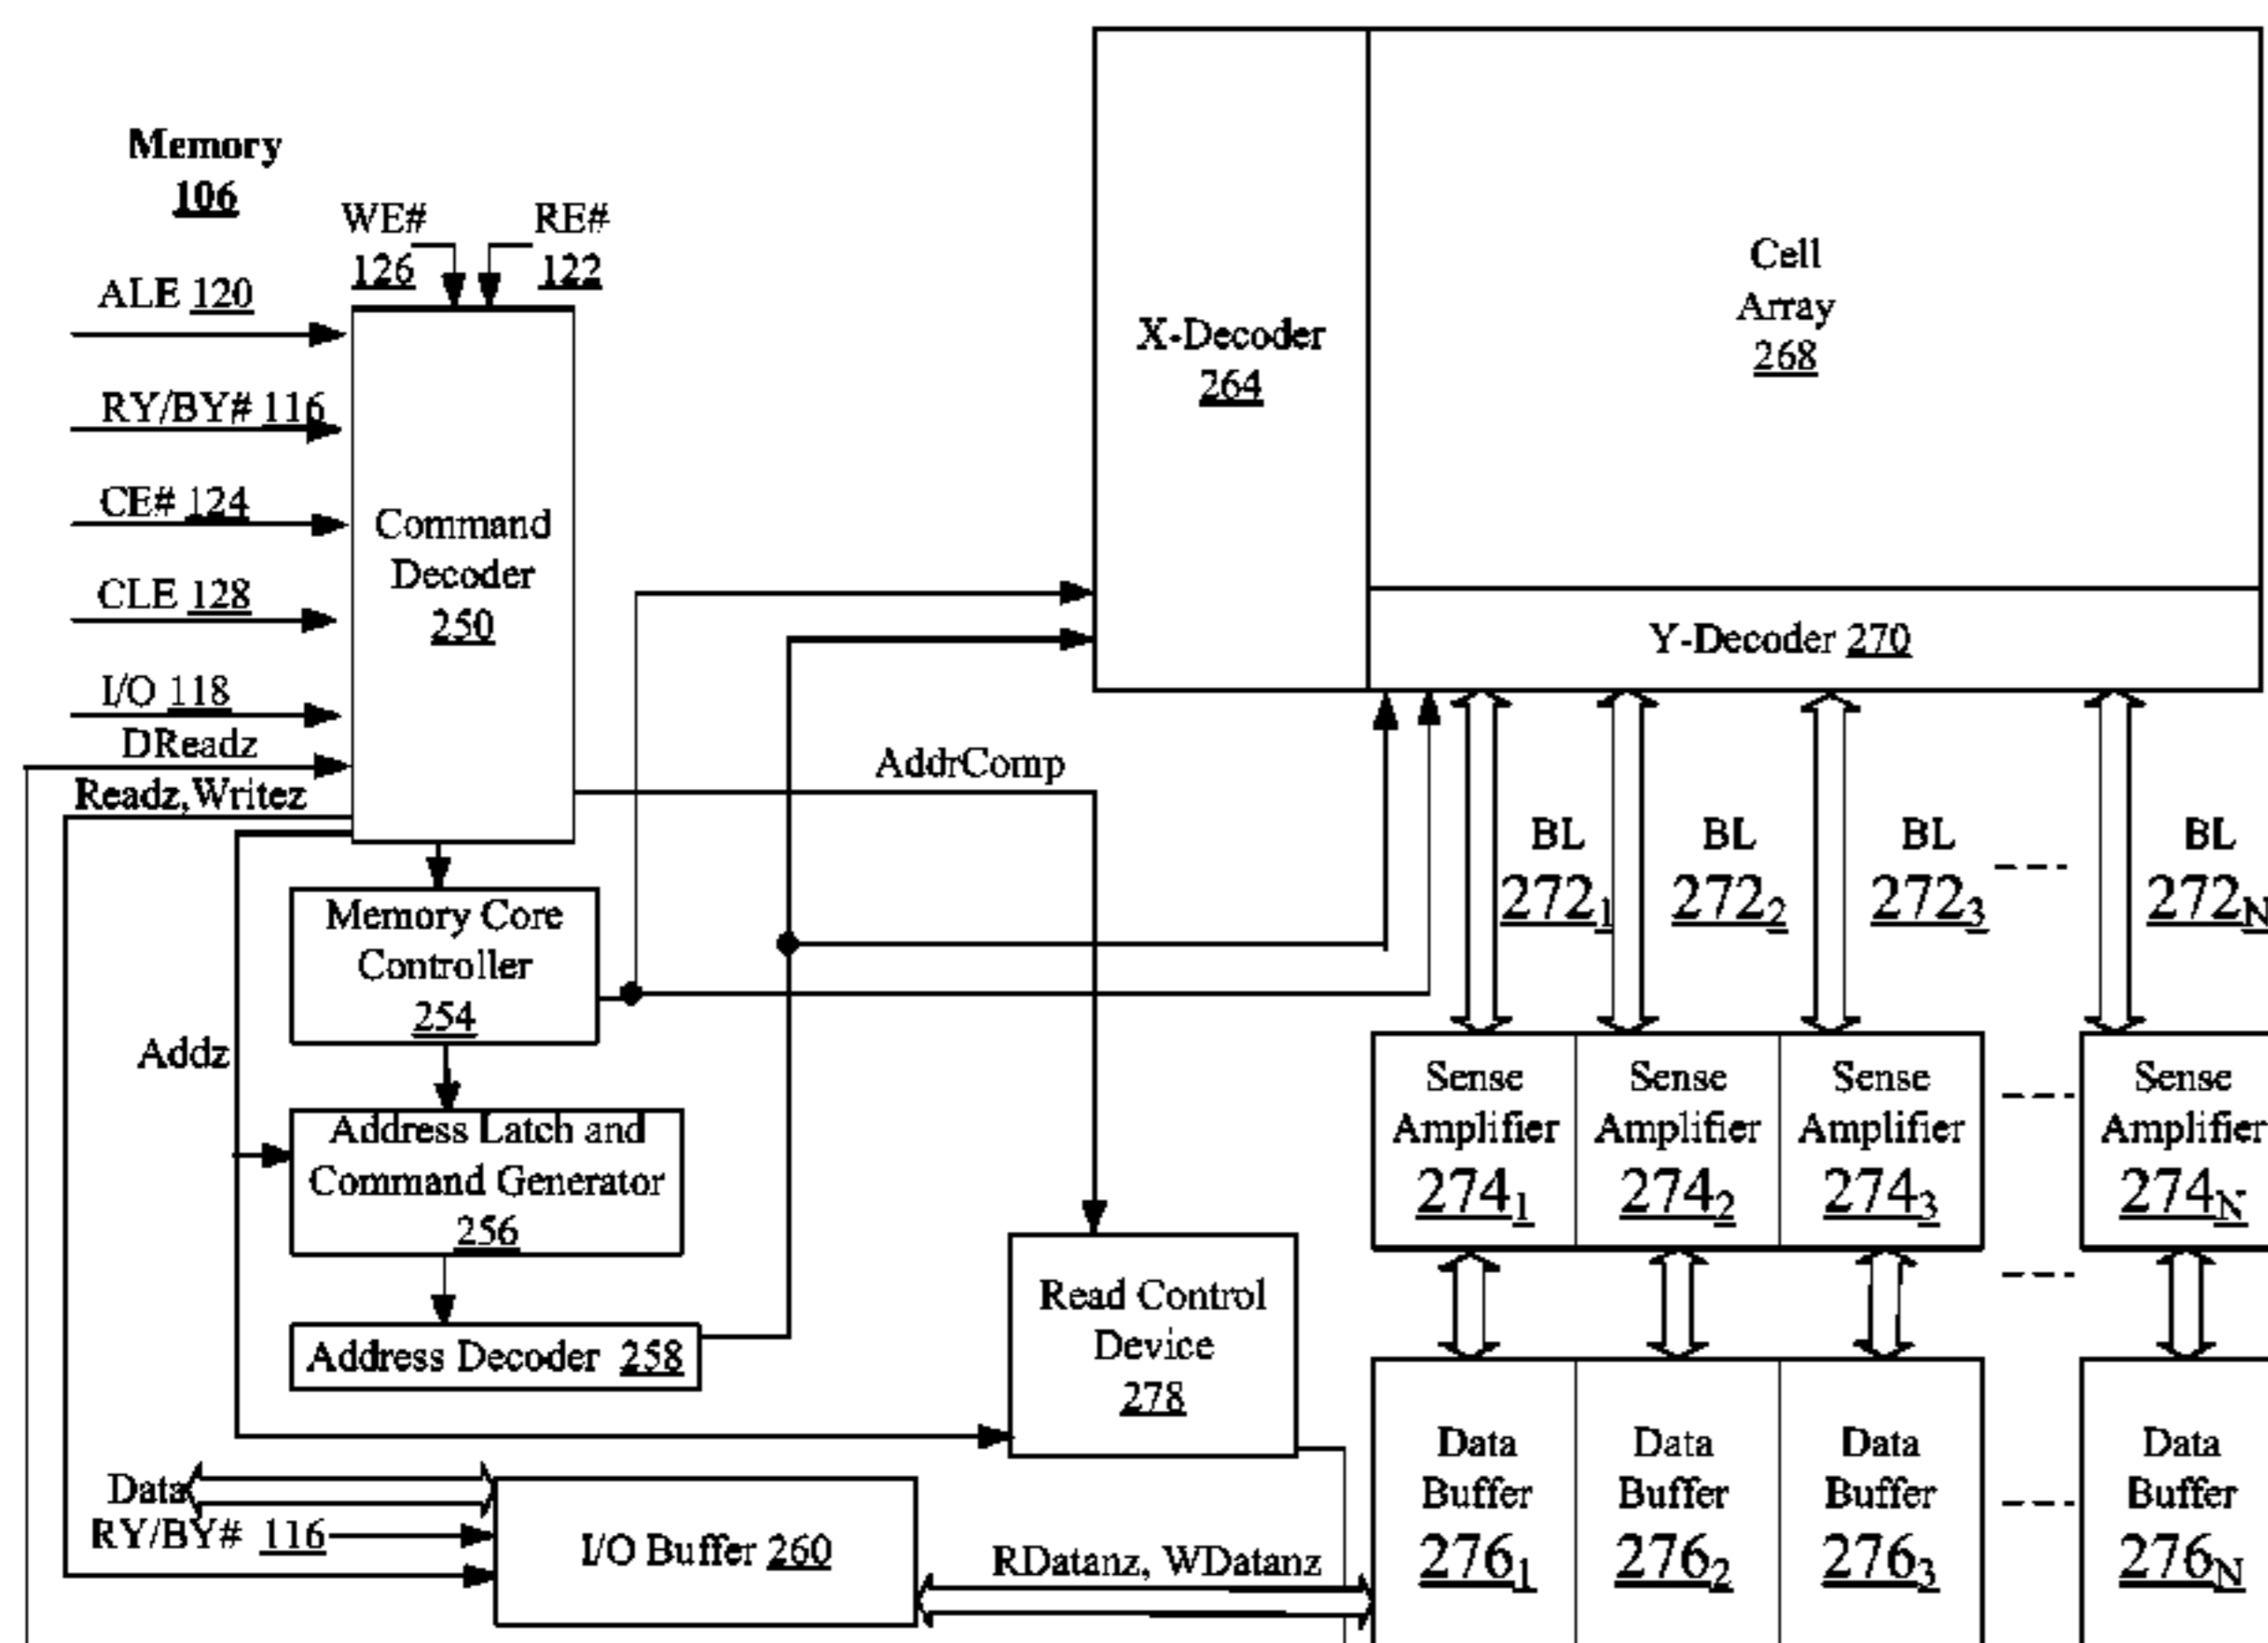 Memory
106
WE#
126
RE#
122
ALE 120
RY/BY# 116
CE# 124
CLE 128
I/O 118
DReadz
Readz,Writez
Command
Decoder
250
X-Decoder
264
Cell
Array
268
Y-Decoder 270
AddrComp
BL
272₁
BL
272₂
BL
272₃
BL
272N
Memory Core
Controller
254
Addz
Address Latch and
Command Generator
256
Address Decoder 258
Read Control
Device
278
Sense
Amplifier
274₁
Sense
Amplifier
274₂
Sense
Amplifier
274₃
Sense
Amplifier
274N
Data
RY/BY# 116
I/O Buffer 260
RDatanz, WDatanz
Data
Buffer
276₁
Data
Buffer
276₂
Data
Buffer
276₃
Data
Buffer
276N